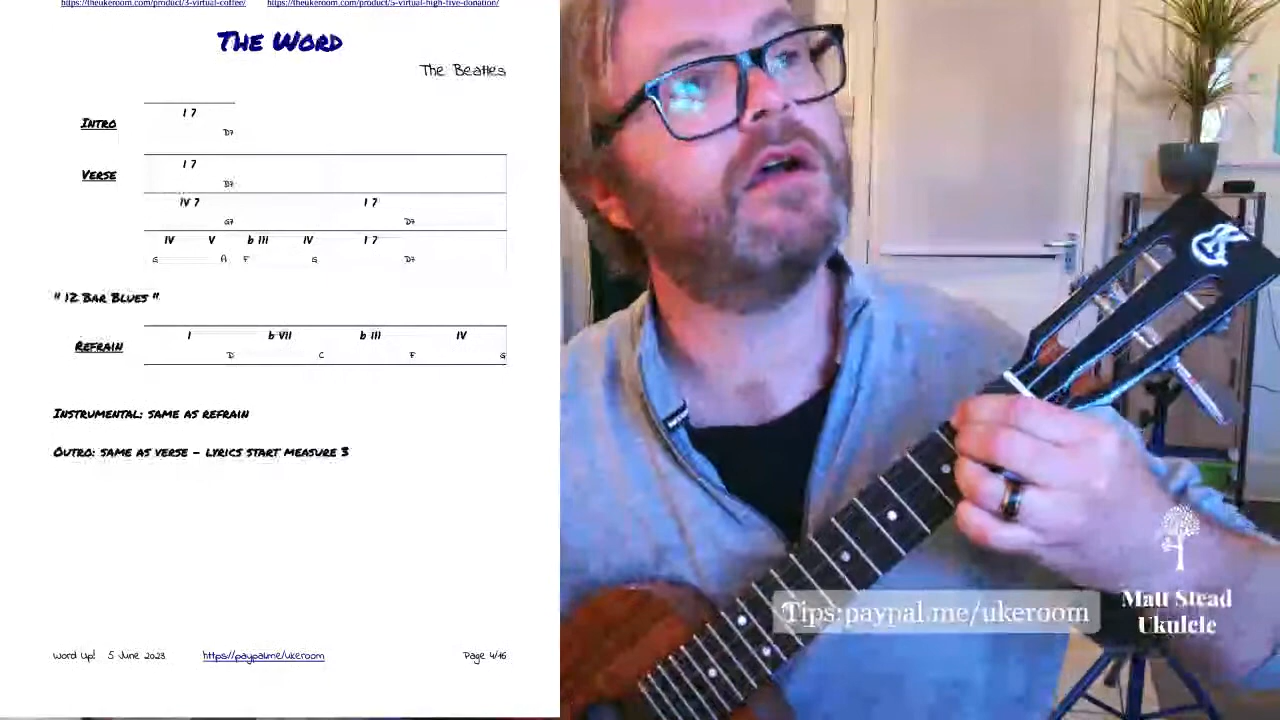 https://theukeroom.com/product/3-virtual-coffee/ https://theukeroom.com/product/5-virtual-high-five-donation/
The Word
The Beatles
Intro
I 7
D7
Verse
I 7
D7
IV 7 I 7
G7 D7
IV V b III IV I 7
G A F G D7
" 12 Bar Blues "
Refrain
I b VII b III IV
D C F G
Instrumental: same as refrain
Outro: same as verse - lyrics start measure 3
Word Up! 5 June 2023 https://paypal.me/ukeroom Page 4/16
Tips:paypal.me/ukeroom
Matt Stead
Ukulele